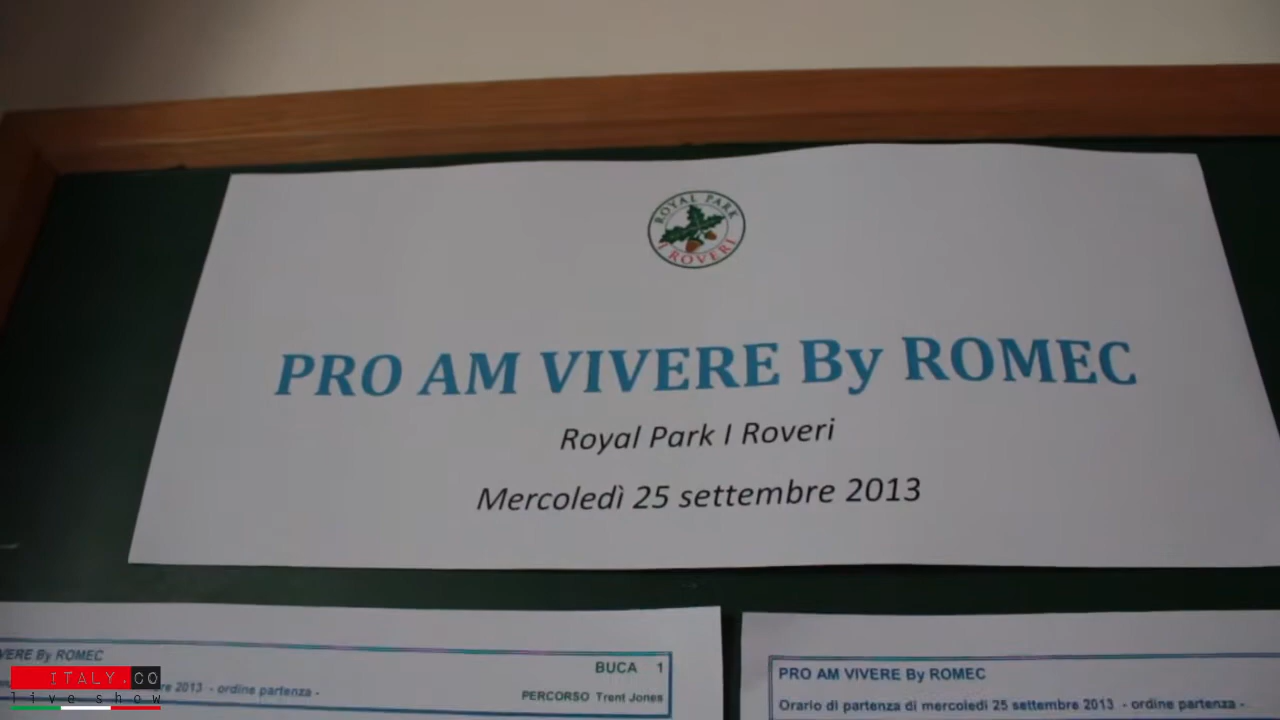 ROYAL PARK
I ROVERI
PRO AM VIVERE By ROMEC
Royal Park I Roveri
Mercoledì 25 settembre 2013
VERE By ROMEC
BUCA 1
re 2013 - ordine partenza -
PERCORSO Trent Jones
PRO AM VIVERE By ROMEC
Orario di partenza di mercoledì 25 settembre 2013 - ordine partenza -
ITALY.CO
live show